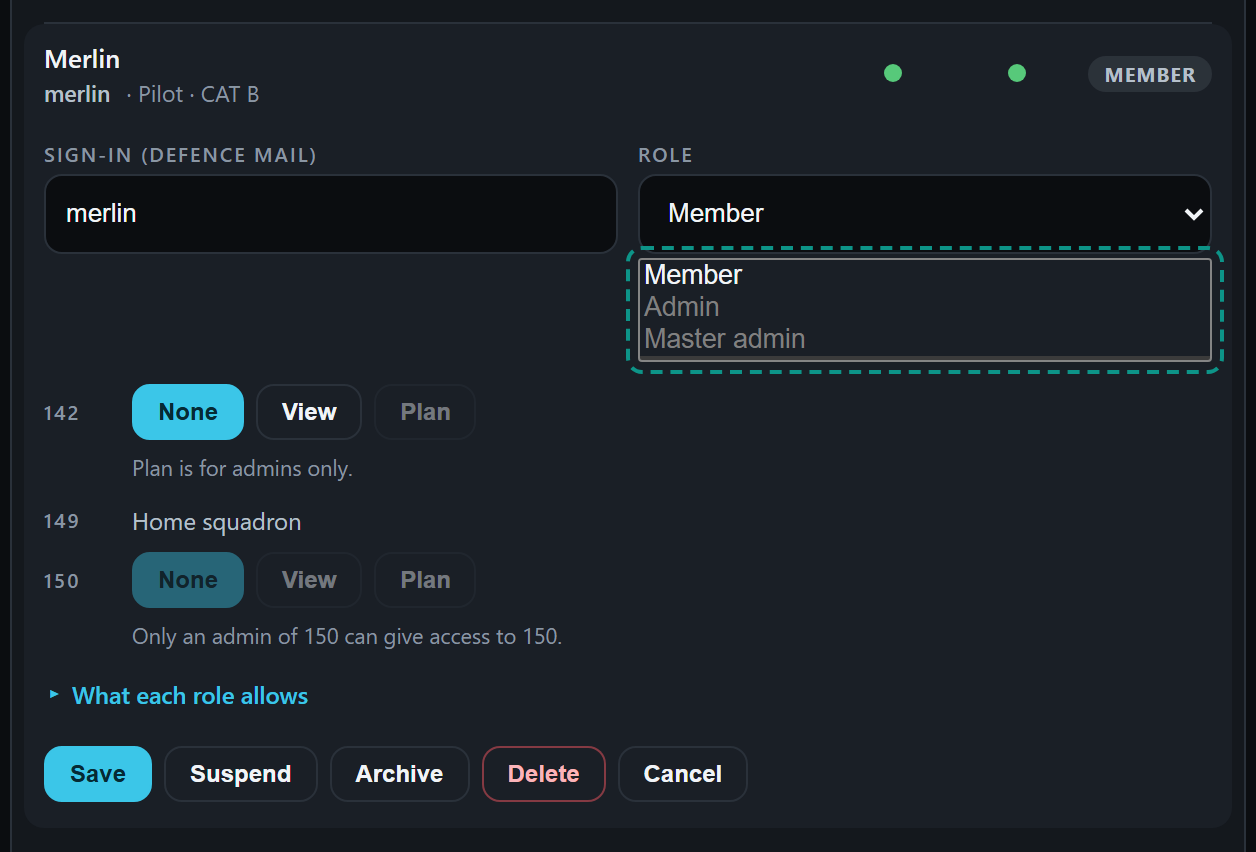 Merlin
merlin · Pilot · CAT B
MEMBER
SIGN-IN (DEFENCE MAIL)
ROLE
merlin
Member
Member
Admin
Master admin
142 None View Plan
Plan is for admins only.
149 Home squadron
150 None View Plan
Only an admin of 150 can give access to 150.
What each role allows
Save Suspend Archive Delete Cancel